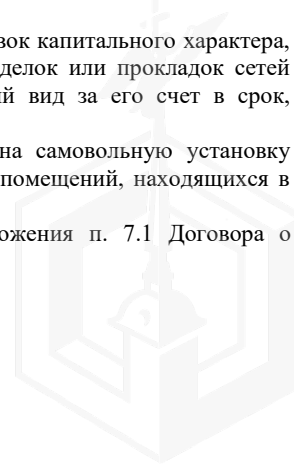 вок капитального характера,
делок или прокладок сетей
й вид за его счет в срок,
на самовольную установку
помещений, находящихся в
ожения п. 7.1 Договора о